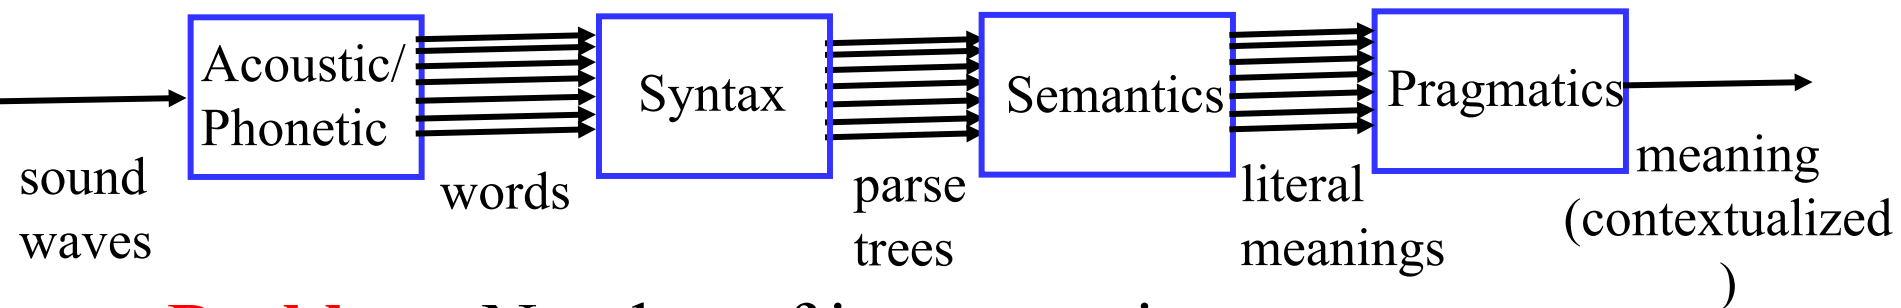 Acoustic/
Phonetic
Syntax
Semantics
Pragmatics
sound
waves
words
parse
trees
literal
meanings
meaning
(contextualized
)